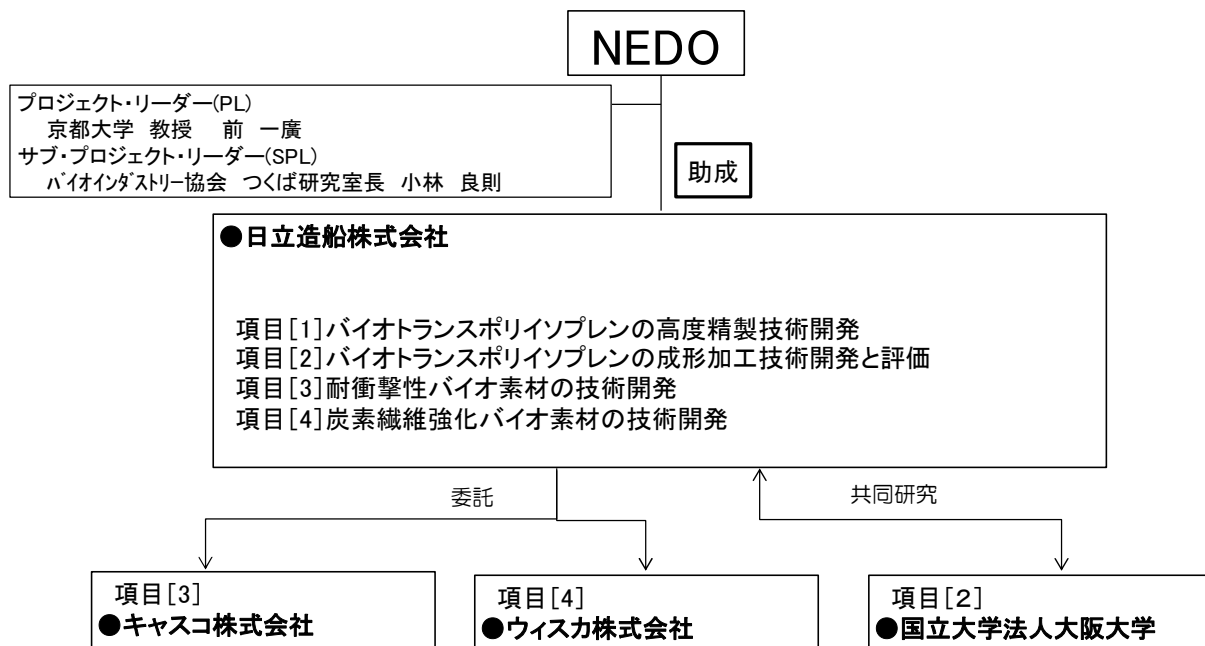 NEDO
プロジェクト・リーダー(PL)
京都大学 教授 前 一廣
サブ・プロジェクト・リーダー(SPL)
バイオインダストリー協会 つくば研究室長 小林 良則
助成
●日立造船株式会社
項目[1]バイオトランスポリイソプレンの高度精製技術開発
項目[2]バイオトランスポリイソプレンの成形加工技術開発と評価
項目[3]耐衝撃性バイオ素材の技術開発
項目[4]炭素繊維強化バイオ素材の技術開発
委託
共同研究
項目[3]
●キャスコ株式会社
項目[4]
●ウィスカ株式会社
項目[2]
●国立大学法人大阪大学